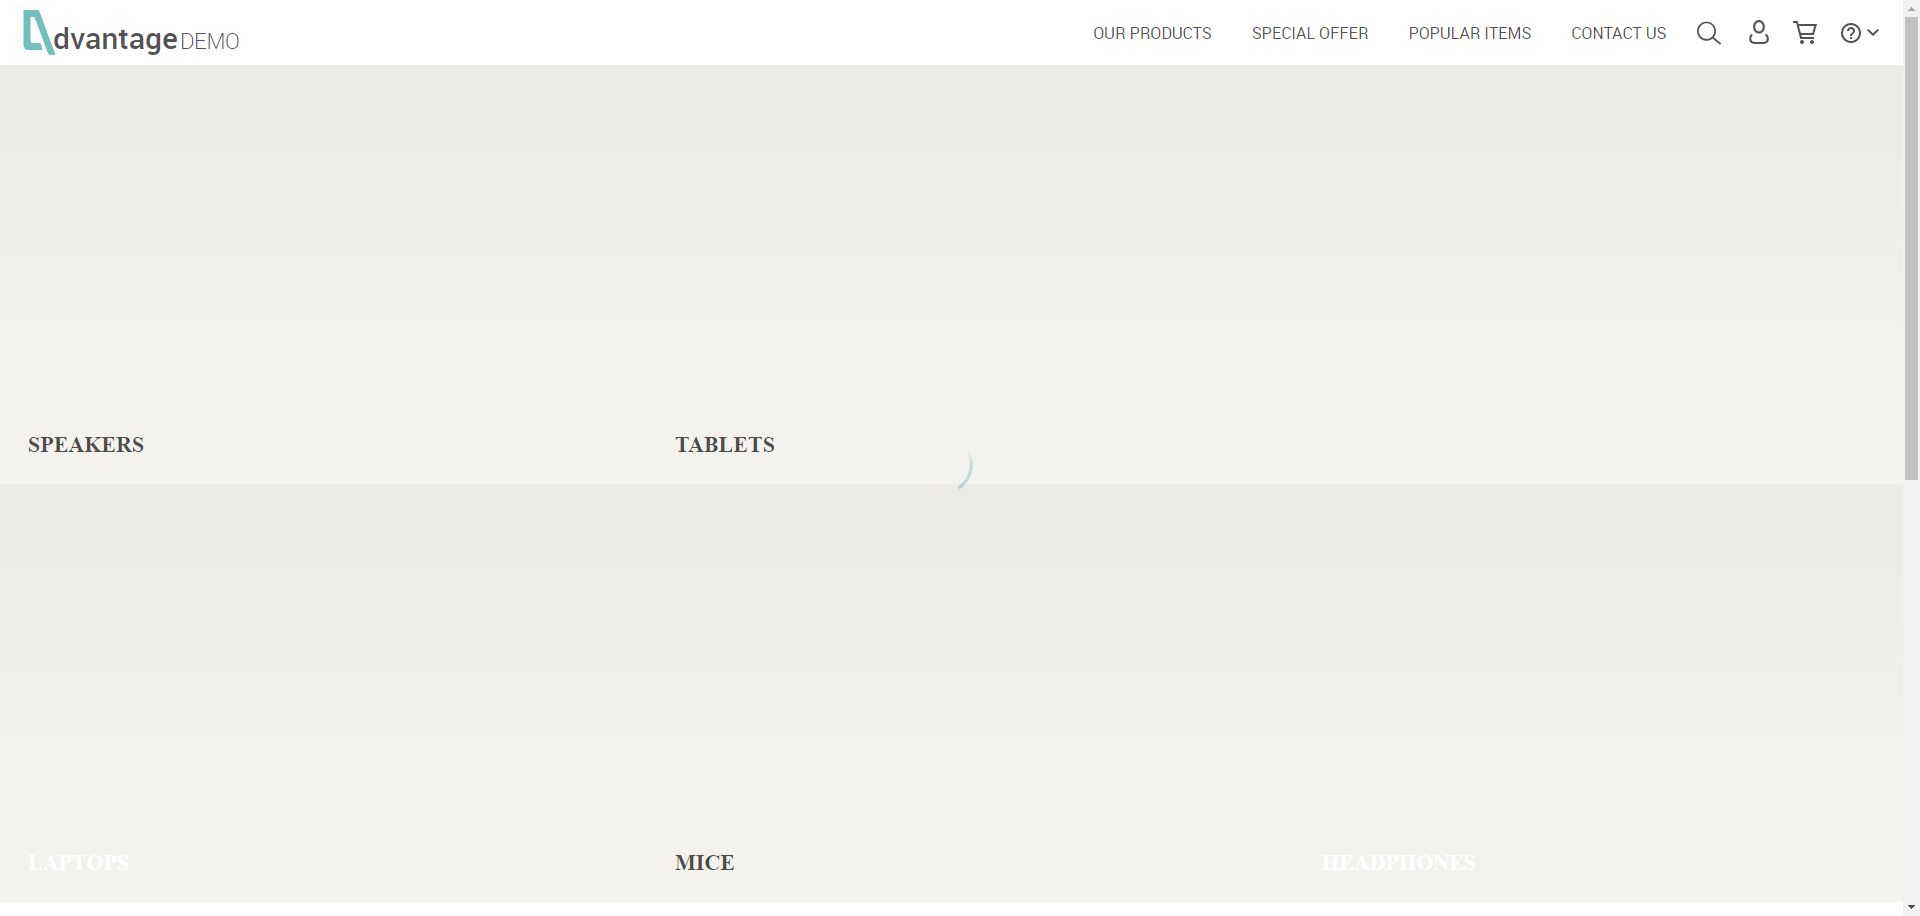 dvantage DEMO
OUR PRODUCTS SPECIAL OFFER POPULAR ITEMS CONTACT US
SPEAKERS TABLETS
LAPTOPS MICE HEADPHONES